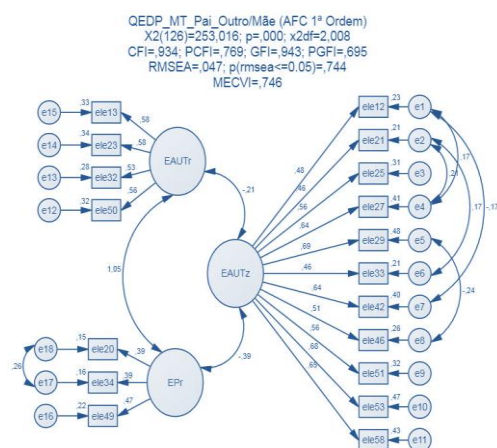 QEDP_MT_Pai_Outro/Mãe (AFC 1ª Ordem)
X2(126)=253,016; p=,000; x2df=2,008
CFI=,934; PCFI=,769; GFI=,943; PGFI=,695
RMSEA=,047; p(rmsea<=0.05)=,744
MECVI=,746
e15 ,33 ele13 ,58
e14 ,34 ele23 ,58
e13 ,28 ele32 ,53
e12 ,32 ele50 ,56
EAUTr
-,21
1,05
EAUTz
-,39
e18 ,15 ele20 ,39
e17 ,16 ele34 ,39
e16 ,22 ele49 ,47
,26
EPr
,48 ele12 ,23 e1
,46 ele21 ,21 e2
,56 ele25 ,31 e3
,64 ele27 ,41 e4
,69 ele29 ,48 e5
,46 ele33 ,21 e6
,64 ele42 ,40 e7
,51 ele46 ,26 e8
,56 ele51 ,32 e9
,68 ele53 ,47 e10
,65 ele58 ,43 e11
,17
,21
,17
-,24